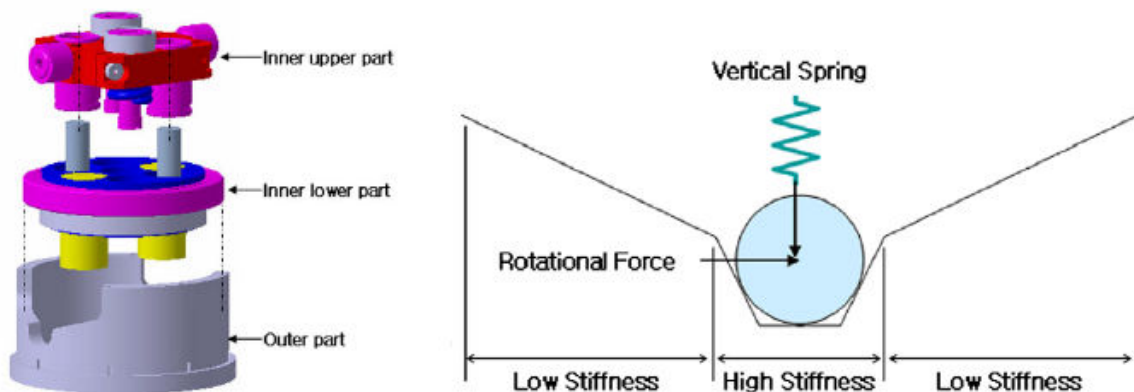 Inner upper part
Inner lower part
Outer part
Vertical Spring
Rotational Force
Low Stiffness
High Stiffness
Low Stiffness